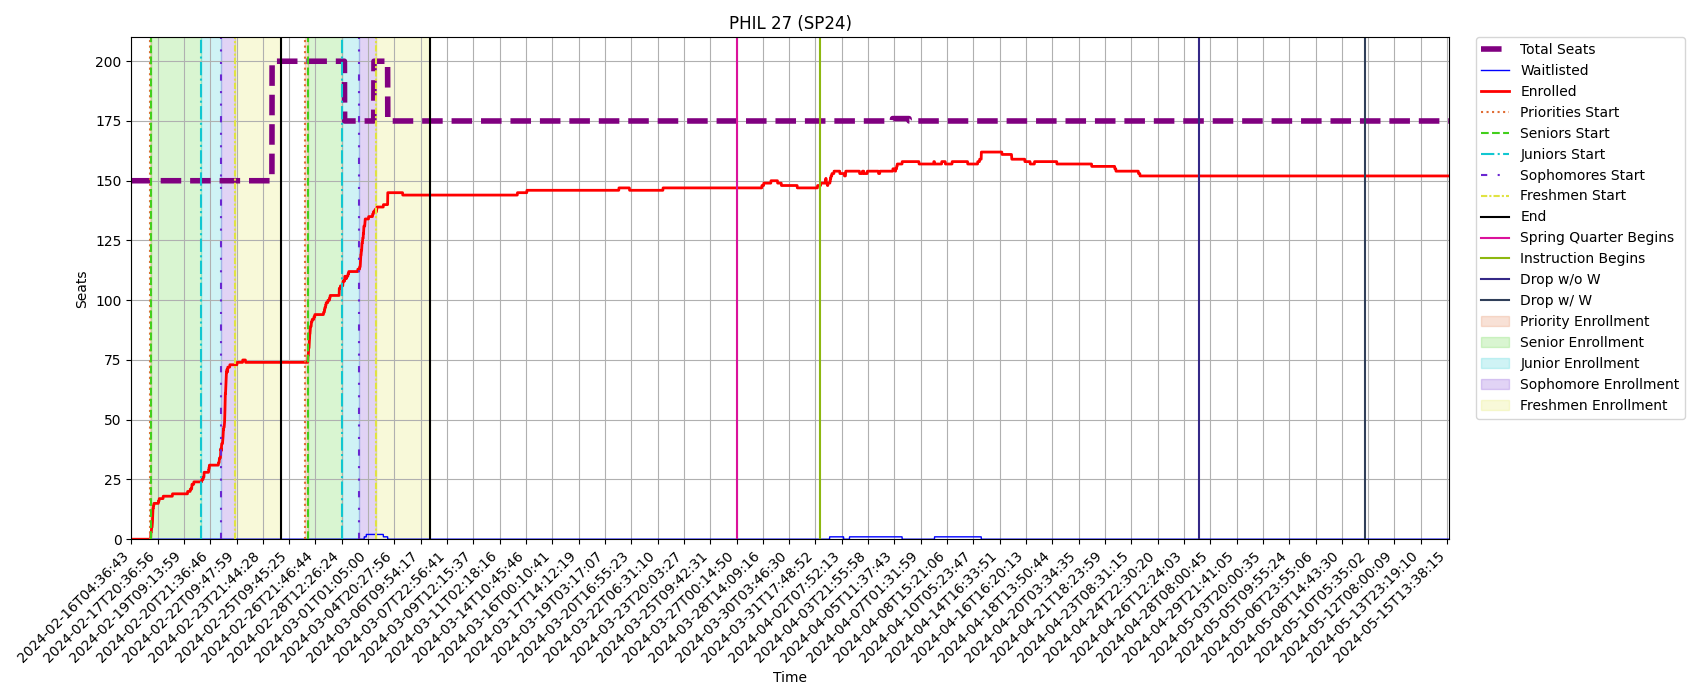 PHIL 27 (SP24)
Seats
200
175
150
125
100
75
50
25
0
2024-02-16T04:36:43
2024-02-17T20:36:56
2024-02-19T09:13:59
2024-02-20T21:36:46
2024-02-22T09:47:59
2024-02-23T21:44:28
2024-02-25T09:45:25
2024-02-26T21:46:44
2024-02-28T12:26:24
2024-03-01T01:05:00
2024-03-04T20:27:56
2024-03-06T09:54:17
2024-03-07T22:56:41
2024-03-09T12:15:37
2024-03-11T02:18:16
2024-03-14T10:45:46
2024-03-16T00:10:41
2024-03-17T14:12:19
2024-03-19T03:17:07
2024-03-20T16:55:23
2024-03-22T06:31:10
2024-03-23T20:03:27
2024-03-25T09:42:31
2024-03-27T00:14:50
2024-03-28T14:09:16
2024-03-30T03:46:30
2024-03-31T17:48:52
2024-04-02T07:52:13
2024-04-03T21:55:58
2024-04-05T11:37:43
2024-04-07T01:31:59
2024-04-08T15:21:06
2024-04-10T05:23:47
2024-04-14T16:33:51
2024-04-16T16:20:13
2024-04-18T13:50:44
2024-04-20T03:34:35
2024-04-21T18:23:59
2024-04-23T08:31:15
2024-04-24T22:30:20
2024-04-26T12:24:03
2024-04-28T08:00:45
2024-04-29T21:41:05
2024-05-03T20:00:35
2024-05-05T09:55:24
2024-05-06T23:55:06
2024-05-08T14:43:30
2024-05-10T05:35:02
2024-05-12T08:00:09
2024-05-13T23:19:10
2024-05-15T13:38:15
Time
Total Seats
Waitlisted
Enrolled
Priorities Start
Seniors Start
Juniors Start
Sophomores Start
Freshmen Start
End
Spring Quarter Begins
Instruction Begins
Drop w/o W
Drop w/ W
Priority Enrollment
Senior Enrollment
Junior Enrollment
Sophomore Enrollment
Freshmen Enrollment